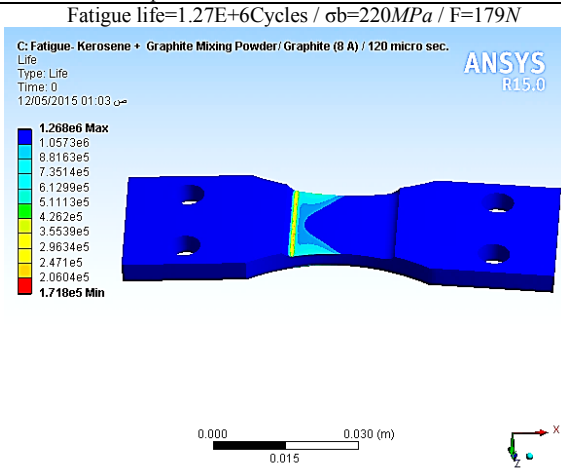 Fatigue life=1.27E+6Cycles / σb=220MPa / F=179N
C: Fatigue- Kerosene + Graphite Mixing Powder/ Graphite (8 A) / 120 micro sec.
Life
Type: Life
Time: 0
12/05/2015 01:03 ص
ANSYS
R15.0
1.268e6 Max
1.0573e6
8.8163e5
7.3514e5
6.1299e5
5.1113e5
4.262e5
3.5539e5
2.9634e5
2.471e5
2.0604e5
1.718e5 Min
0.000
0.030 (m)
0.015
X
Z